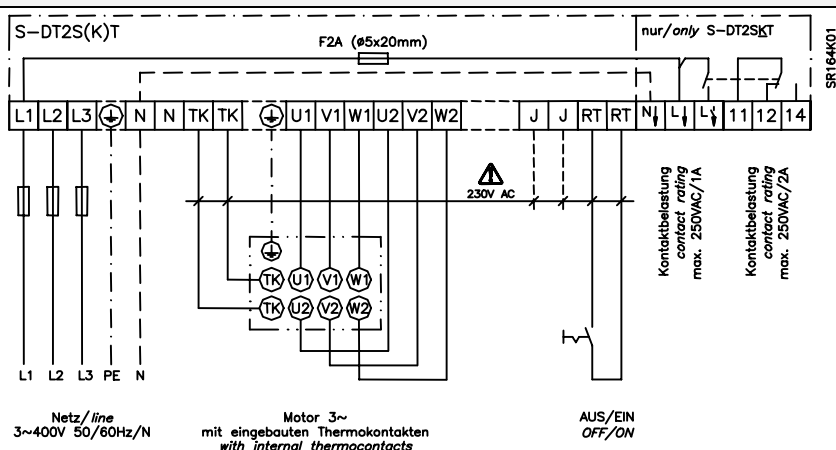 S-DT2S(K)T
F2A (ø5x20mm)
nur/only S-DT2SKT
SR164K01
L1 L2 L3 N N TK TK U1 V1 W1 U2 V2 W2 J J RT RT N L L' 11 12 14
230V AC
Kontaktbelastung
contact rating
max. 250VAC/1A
Kontaktbelastung
contact rating
max. 250VAC/2A
TK U1 V1 W1
TK U2 V2 W2
L1 L2 L3 PE N
Netz/line
3~400V 50/60Hz/N
Motor 3~
mit eingebauten Thermokontakten
with internal thermocontacts
AUS/EIN
OFF/ON